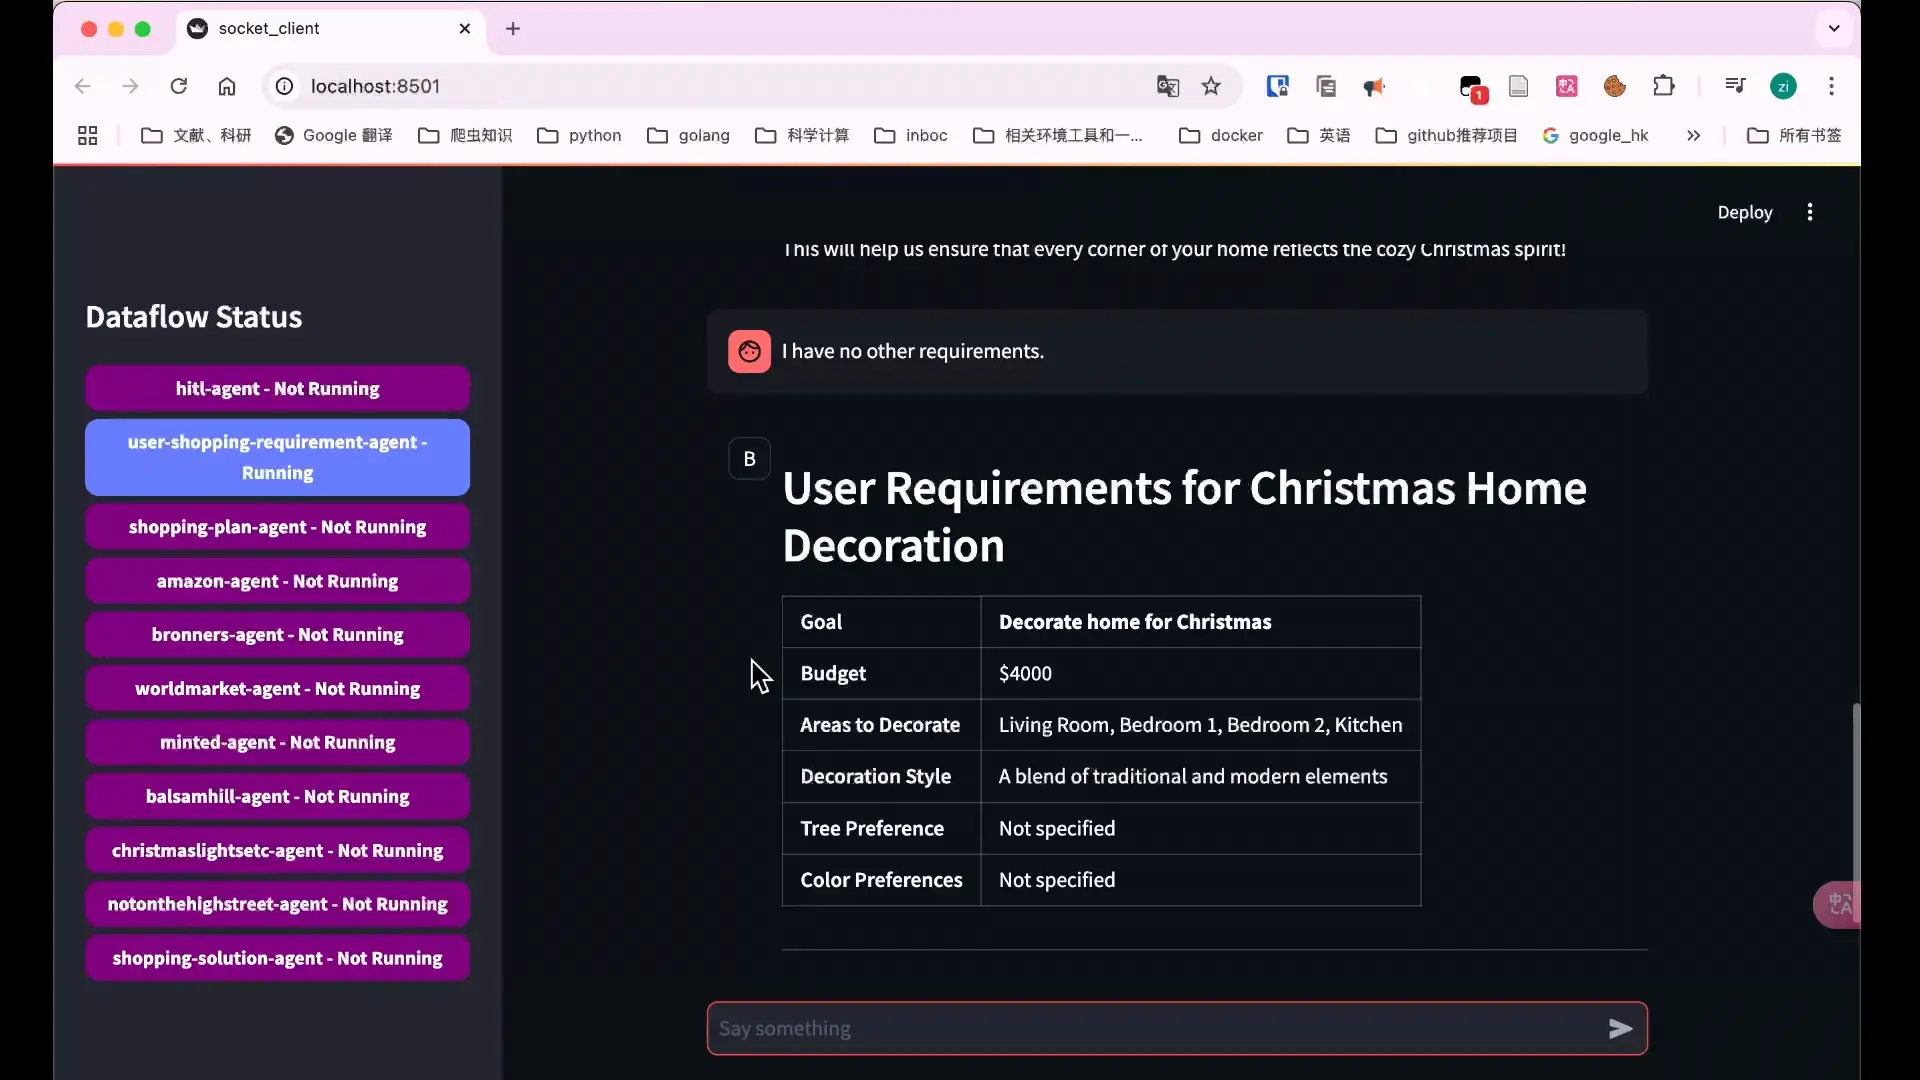 socket_client
localhost:8501
1
zi
文献、科研
Google 翻译
爬虫知识
python
golang
科学计算
inboc
相关环境工具和一...
docker
英语
github推荐项目
google_hk
所有书签
Deploy
This will help us ensure that every corner of your home reflects the cozy Christmas spirit!
Dataflow Status
hitl-agent - Not Running
user-shopping-requirement-agent -
Running
shopping-plan-agent - Not Running
amazon-agent - Not Running
bronners-agent - Not Running
worldmarket-agent - Not Running
minted-agent - Not Running
balsamhill-agent - Not Running
christmaslightsetc-agent - Not Running
notonthehighstreet-agent - Not Running
shopping-solution-agent - Not Running
I have no other requirements.
B
User Requirements for Christmas Home
Decoration
Goal Decorate home for Christmas
Budget $4000
Areas to Decorate Living Room, Bedroom 1, Bedroom 2, Kitchen
Decoration Style A blend of traditional and modern elements
Tree Preference Not specified
Color Preferences Not specified
Say something